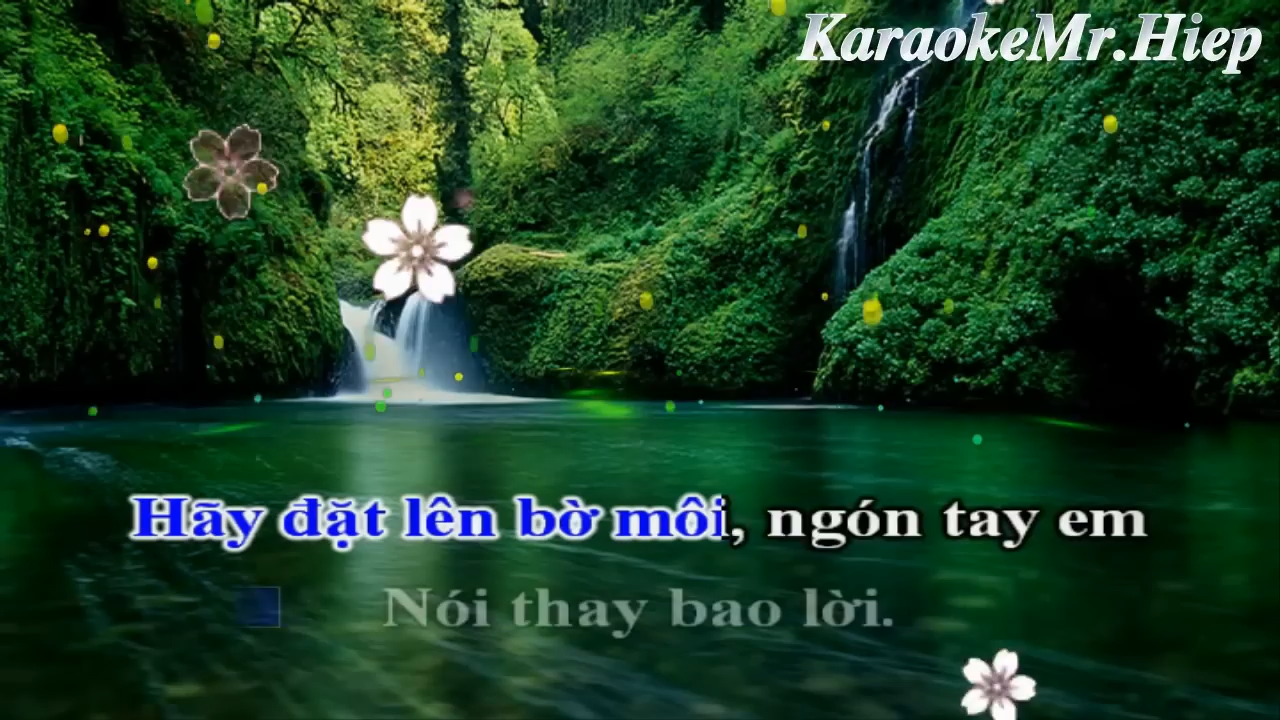 KaraokeMr.Hiep
Hãy đặt lên bờ môi, ngón tay em
Nói thay bao lời.